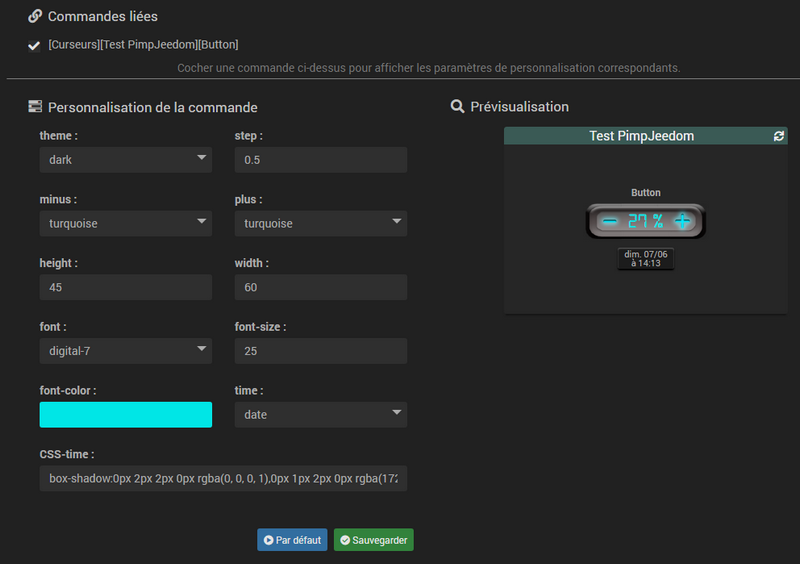 Commandes liées
[Curseurs][Test PimpJeedom][Button]
Cocher une commande ci-dessus pour afficher les paramètres de personnalisation correspondants.
Personnalisation de la commande
theme :
step :
dark
0.5
minus :
plus :
turquoise
turquoise
height :
width :
45
60
font :
font-size :
digital-7
25
font-color :
time :
date
CSS-time :
box-shadow:0px 2px 2px 0px rgba(0, 0, 0, 1),0px 1px 2px 0px rgba(172
Par défaut
Sauvegarder
Prévisualisation
Test PimpJeedom
Button
27 %
dim. 07/06
à 14:13